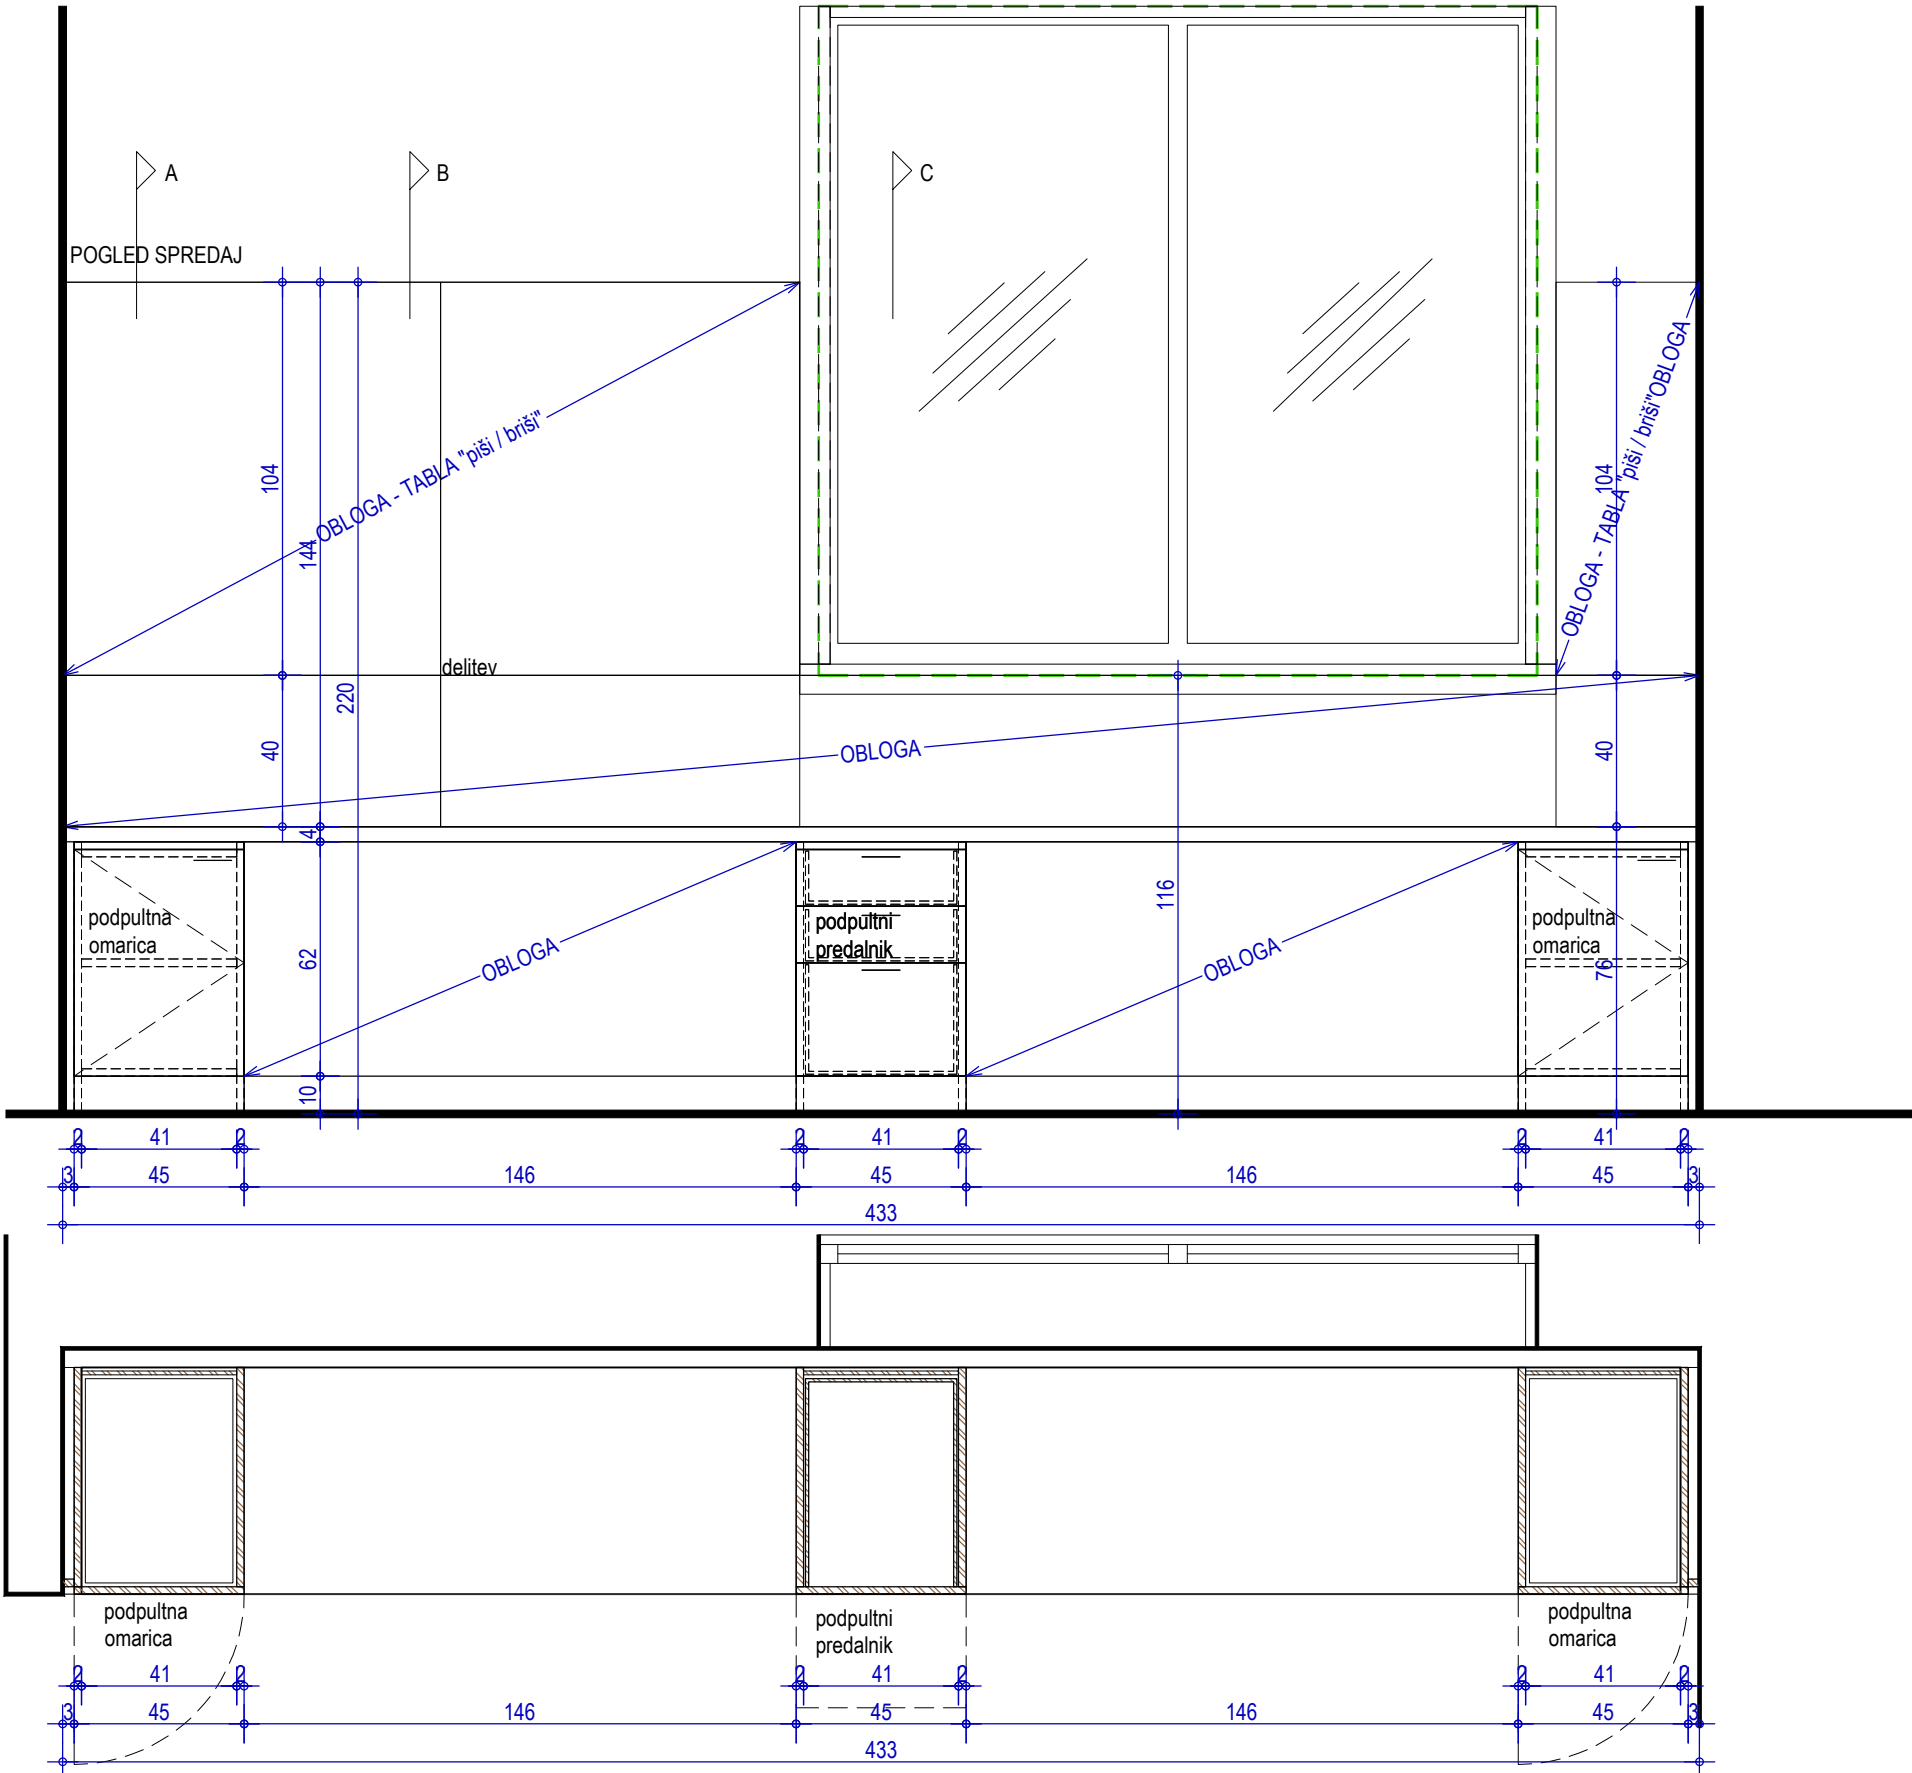 A
B
C
POGLED SPREDAJ
104
144
220
OBLOGA - TABLA "piši / briši"
104
OBLOGA - TABLA "piši / briši"OBLOGA
delitev
40
OBLOGA
40
4
podpultna
omarica
62
OBLOGA
podpultni
predalnik
116
OBLOGA
podpultna
omarica
76
10
2 41 2 2 41 2 2 41 2
3 45 146 45 146 45 3
433
podpultna
omarica
podpultni
predalnik
podpultna
omarica
2 41 2 2 41 2 2 41 2
3 45 146 45 146 45 3
433